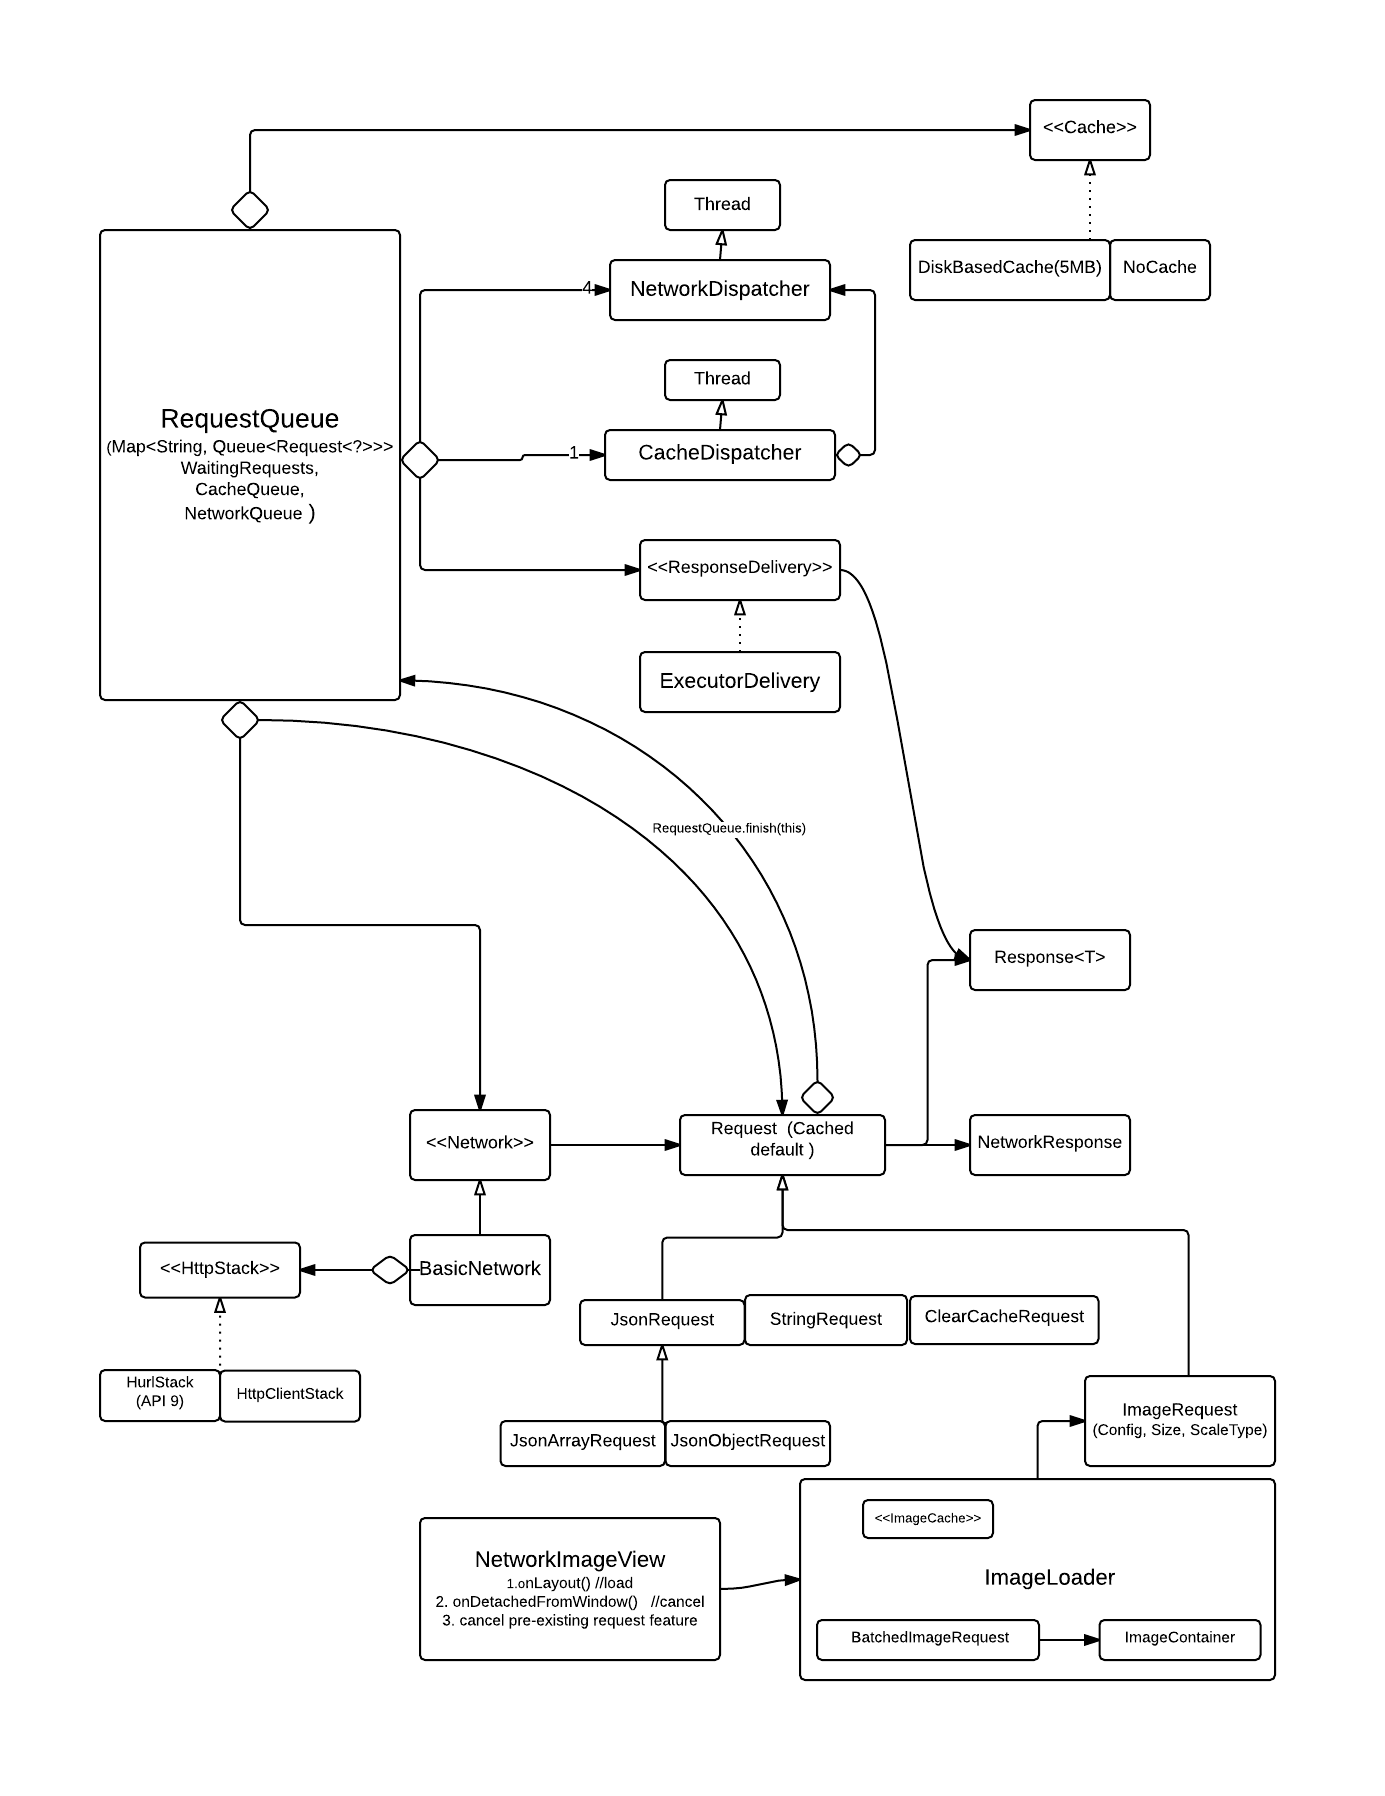 <<Cache>>
Thread
DiskBasedCache(5MB)
NoCache
4
NetworkDispatcher
Thread
RequestQueue
(Map<String, Queue<Request<?>>>
WaitingRequests,
CacheQueue,
NetworkQueue )
1
CacheDispatcher
<<ResponseDelivery>>
ExecutorDelivery
RequestQueue.finish(this)
Response<T>
<<Network>>
Request (Cached
default )
NetworkResponse
<<HttpStack>>
BasicNetwork
JsonRequest
StringRequest
ClearCacheRequest
HurlStack
(API 9)
HttpClientStack
JsonArrayRequest
JsonObjectRequest
ImageRequest
(Config, Size, ScaleType)
<<ImageCache>>
NetworkImageView
1.onLayout() //load
2. onDetachedFromWindow() //cancel
3. cancel pre-existing request feature
ImageLoader
BatchedImageRequest
ImageContainer